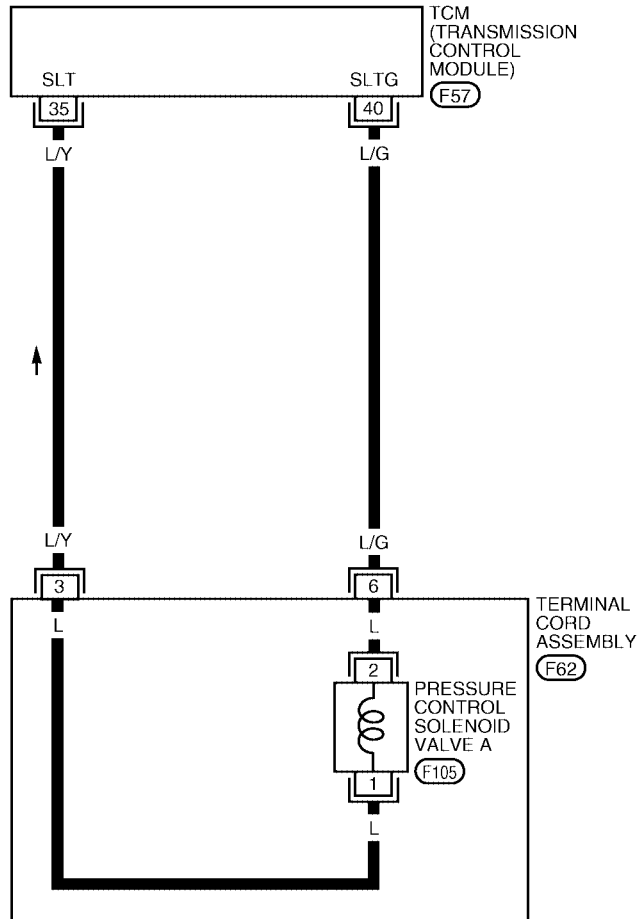 TCM
(TRANSMISSION
CONTROL
MODULE)
F57
SLT
SLTG
35
40
L/Y
L/G
L/Y
L/G
3
6
TERMINAL
CORD
ASSEMBLY
F62
L
L
2
PRESSURE
CONTROL
SOLENOID
VALVE A
F105
1
L